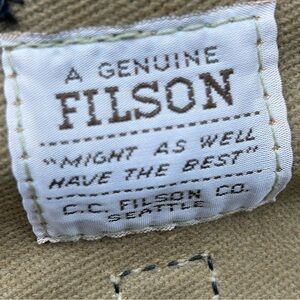 A GENUINE
FILSON
"MIGHT AS WELL
HAVE THE BEST"
C.C. FILSON CO.
SEATTLE